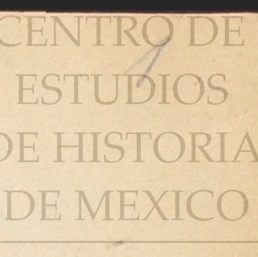 CENTRO DE
ESTUDIOS
DE HISTORIA
DE MEXICO